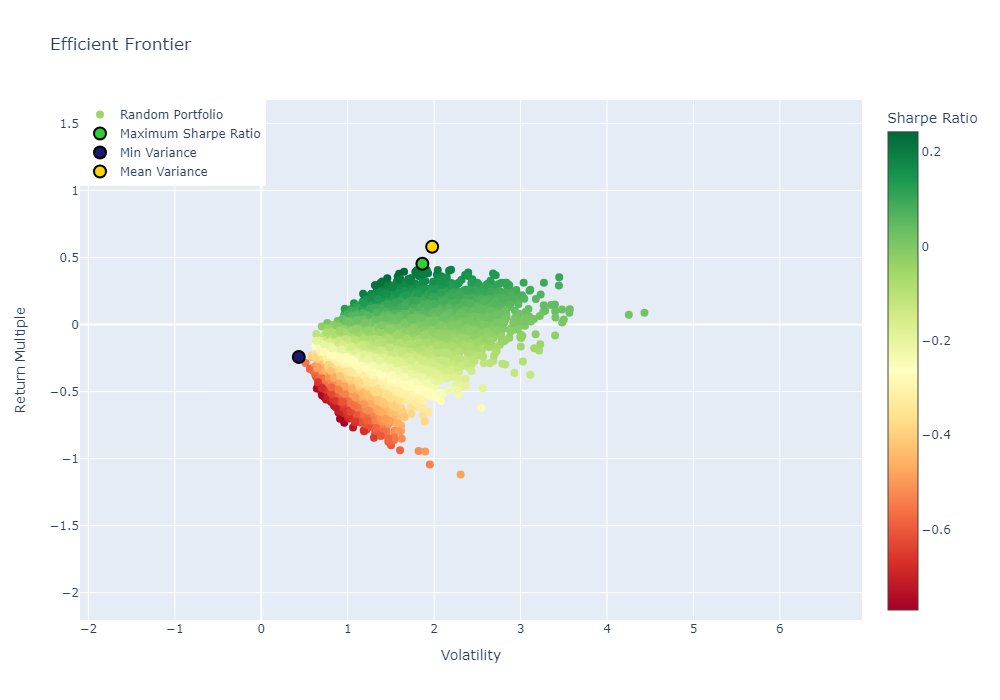 Efficient Frontier
Random Portfolio
Maximum Sharpe Ratio
Min Variance
Mean Variance
Sharpe Ratio
0.2
0
−0.2
−0.4
−0.6
1.5
1
0.5
0
−0.5
−1
−1.5
−2
Return Multiple
−2
−1
0
1
2
3
4
5
6
Volatility